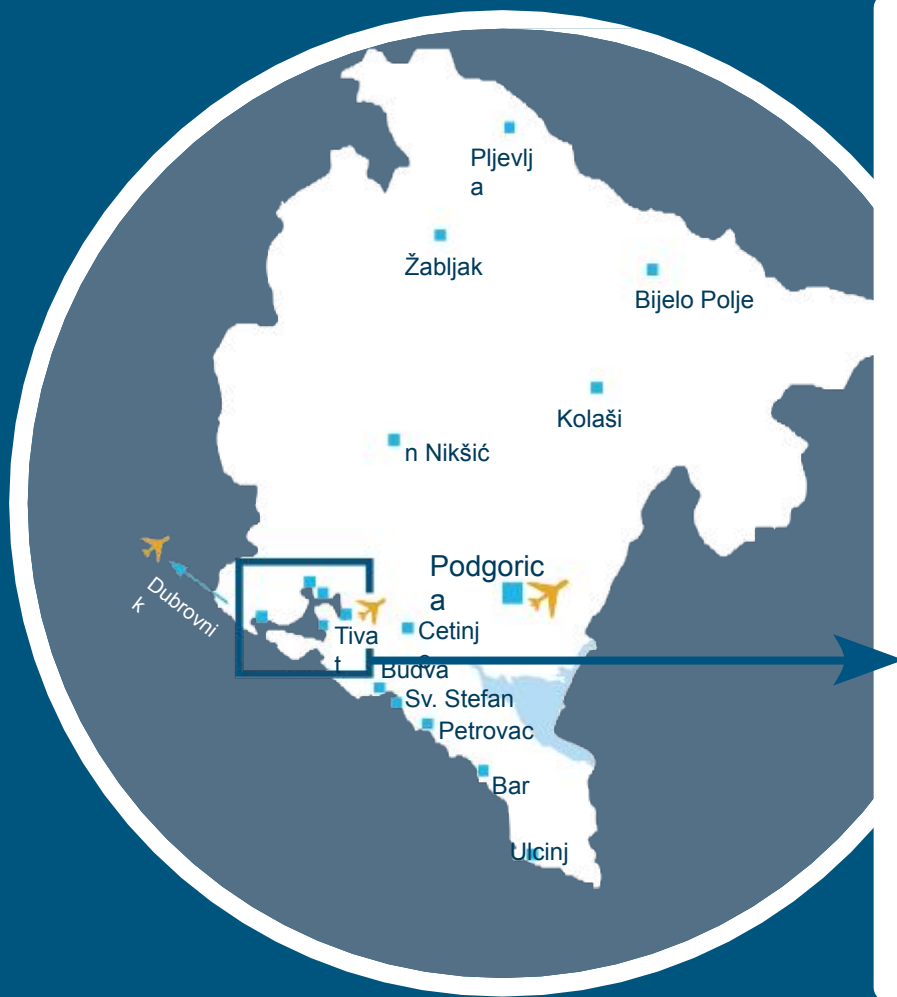 Pljevlj
a
Žabljak
Bijelo Polje
Kolaši
n Nikšić
Podgoric
a
Dubrovni
k
Tiva
t
Cetinj
e
Budva
Sv. Stefan
Petrovac
Bar
Ulcinj